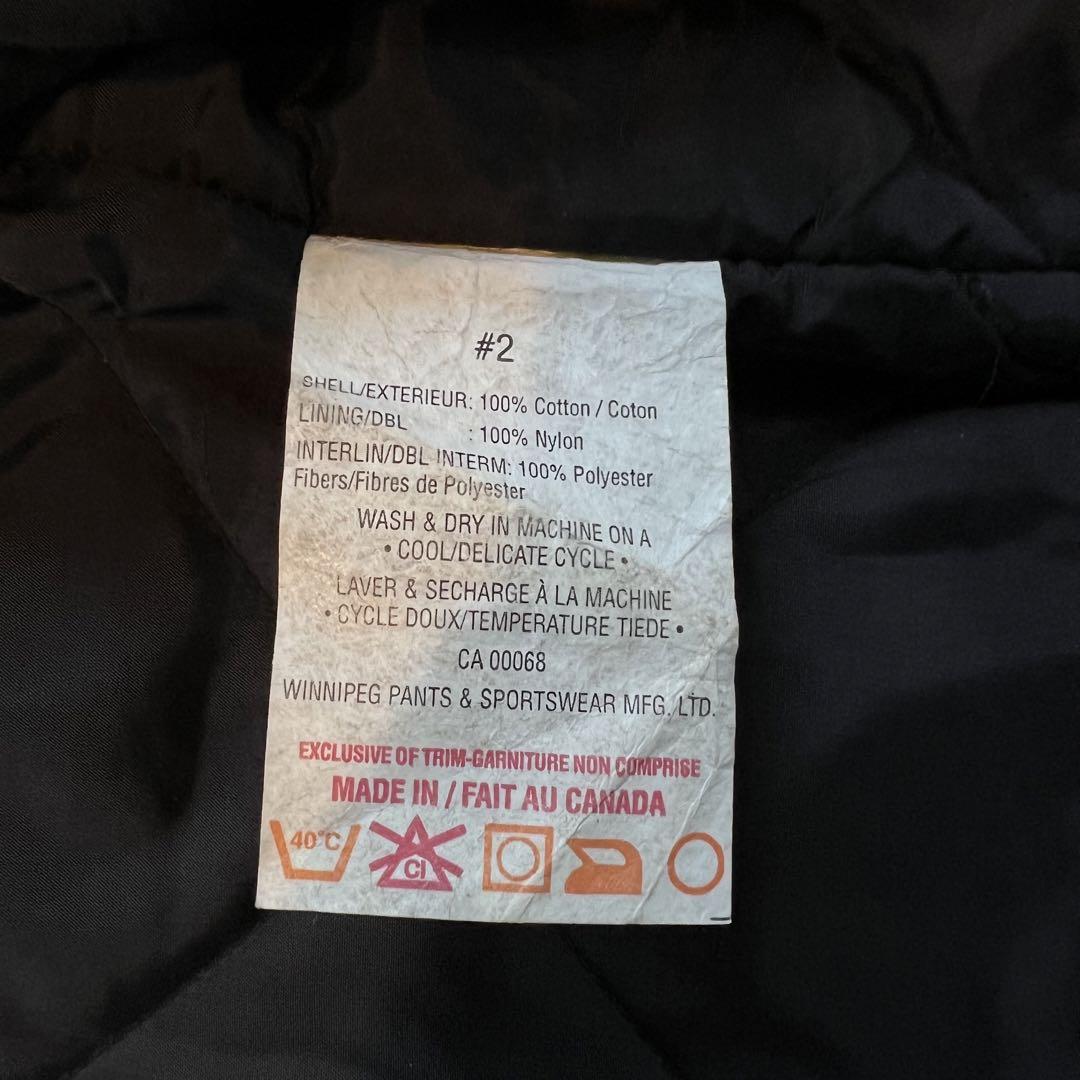 #2
SHELL/EXTERIEUR: 100% Cotton / Coton
LINING/DBL : 100% Nylon
INTERLIN/DBL INTERM: 100% Polyester
Fibers/Fibres de Polyester
WASH & DRY IN MACHINE ON A
• COOL/DELICATE CYCLE •
LAVER & SECHARGE À LA MACHINE
• CYCLE DOUX/TEMPERATURE TIEDE •
CA 00068
WINNIPEG PANTS & SPORTSWEAR MFG. LTD.
EXCLUSIVE OF TRIM-GARNITURE NON COMPRISE
MADE IN / FAIT AU CANADA
40°C Cl